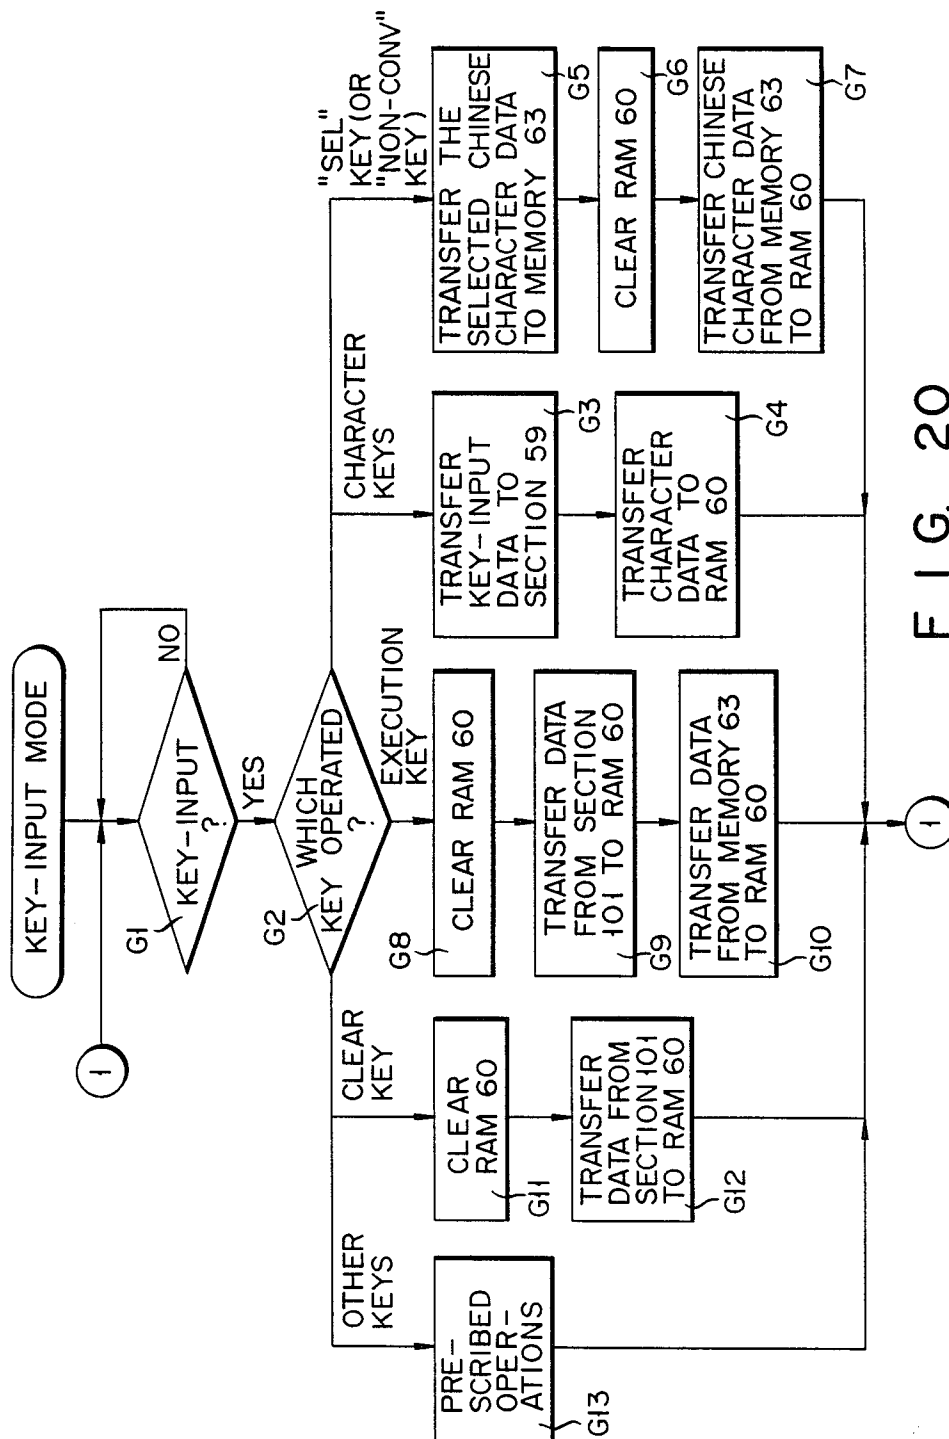 KEY-INPUT MODE
1
G1
KEY-INPUT
?
NO
YES
G2
WHICH
KEY OPERATED
?
OTHER
KEYS
PRE-
SCRIBED
OPER-
ATIONS
G13
CLEAR
KEY
CLEAR
RAM 60
G11
TRANSFER
DATA FROM
SECTION 101
TO RAM 60
G12
EXECUTION
KEY
CLEAR RAM 60
G8
TRANSFER DATA
FROM SECTION
101 TO RAM 60
G9
TRANSFER DATA
FROM MEMORY 63
TO RAM 60
G10
CHARACTER
KEYS
TRANSFER
KEY-INPUT
DATA TO
SECTION 59
G3
TRANSFER
CHARACTER
DATA TO
RAM 60
G4
"SEL"
KEY (OR
"NON-CONV"
KEY)
TRANSFER THE
SELECTED CHINESE
CHARACTER DATA
TO MEMORY 63
G5
CLEAR RAM 60
G6
TRANSFER CHINESE
CHARACTER DATA
FROM MEMORY 63
TO RAM 60
G7
1
FIG. 20